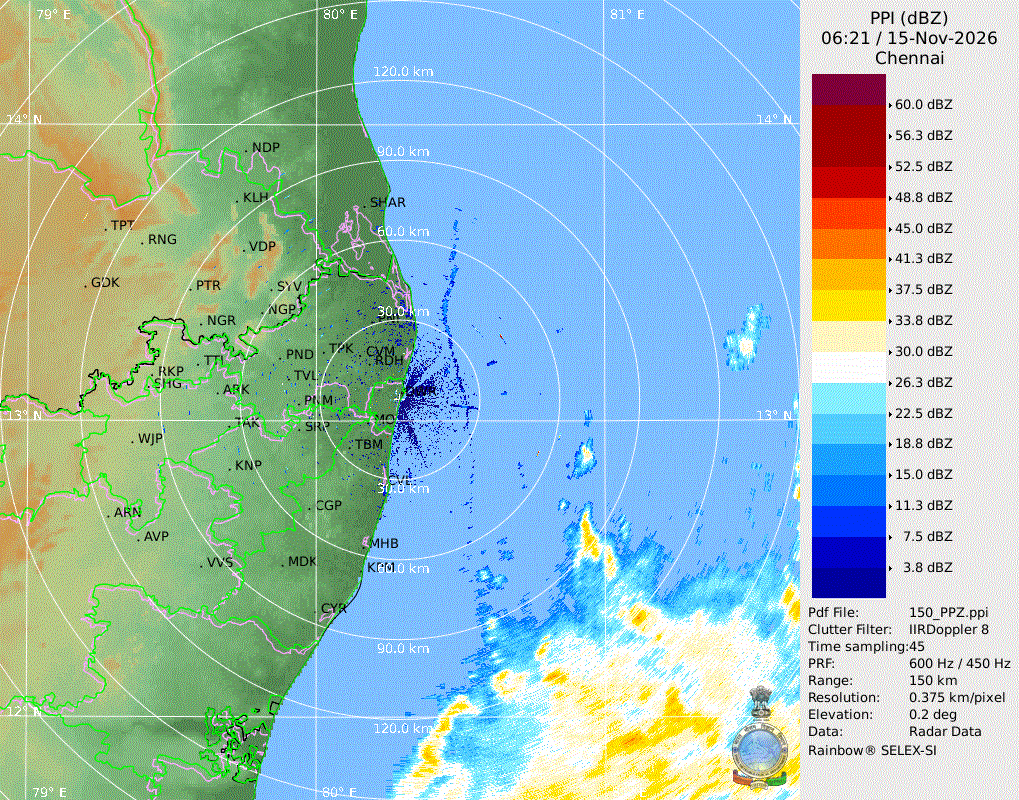 79° E
80° E
81° E
120.0 km
14° N
14° N
90.0 km
NDP
KLH
SHAR
TPT
RNG
60.0 km
VDP
GDK
PTR
SYV
NGP
30.0 km
NGR
TPK
PND
CVM
RDH
TTI
RKP
SHG
TVL
ARK
PNM
13° N
TAK
SRP
MO
13° N
WJP
TBM
KNP
30.0 km
CGP
ARN
AVP
MHB
VVS
MDK
60.0 km
CYR
90.0 km
12° N
120.0 km
79° E
80° E
PPI (dBZ)
06:21 / 15-Nov-2026
Chennai
60.0 dBZ
56.3 dBZ
52.5 dBZ
48.8 dBZ
45.0 dBZ
41.3 dBZ
37.5 dBZ
33.8 dBZ
30.0 dBZ
26.3 dBZ
22.5 dBZ
18.8 dBZ
15.0 dBZ
11.3 dBZ
7.5 dBZ
3.8 dBZ
Pdf File: 150_PPZ.ppi
Clutter Filter: IIRDoppler 8
Time sampling:45
PRF: 600 Hz / 450 Hz
Range: 150 km
Resolution: 0.375 km/pixel
Elevation: 0.2 deg
Data: Radar Data
Rainbow® SELEX-SI